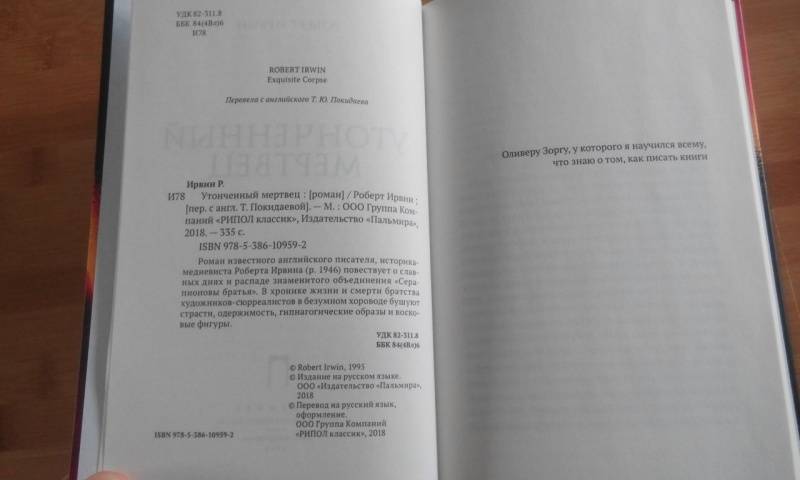 УДК 82-311.8
ББК 84(4Вл)6
И78
ROBERT IRWIN
Exquisite Corpse
Перевела с английского Т. Ю. Покидаева
Ирвин Р.
И78 Утонченный мертвец : [роман] / Роберт Ирвин ;
[пер. с англ. Т. Покидаевой]. — М. : ООО Группа Ком-
паний «РИПОЛ классик», Издательство «Пальмира»,
2018. — 335 с.
ISBN 978-5-386-10959-2
Роман известного английского писателя, историка-
медиевиста Роберта Ирвина (р. 1946) повествует о слав-
ных днях и распаде знаменитого объединения «Сера-
пионовы братья». В хронике жизни и смерти братства
художников-сюрреалистов в безумном хороводе бушуют
страсти, одержимость, гипнагогические образы и воско-
вые фигуры.
УДК 82-311.8
ББК 84(4Вл)6
© Robert Irwin, 1995
© Издание на русском языке.
ООО «Издательство «Пальмира»,
2018
© Перевод на русский язык,
оформление.
ООО Группа Компаний
«РИПОЛ классик», 2018
ISBN 978-5-386-10959-2
Оливеру Зоргу, у которого я научился всему,
что знаю о том, как писать книги
УТОНЧЕННЫЙ
МЕРТВЕЦ